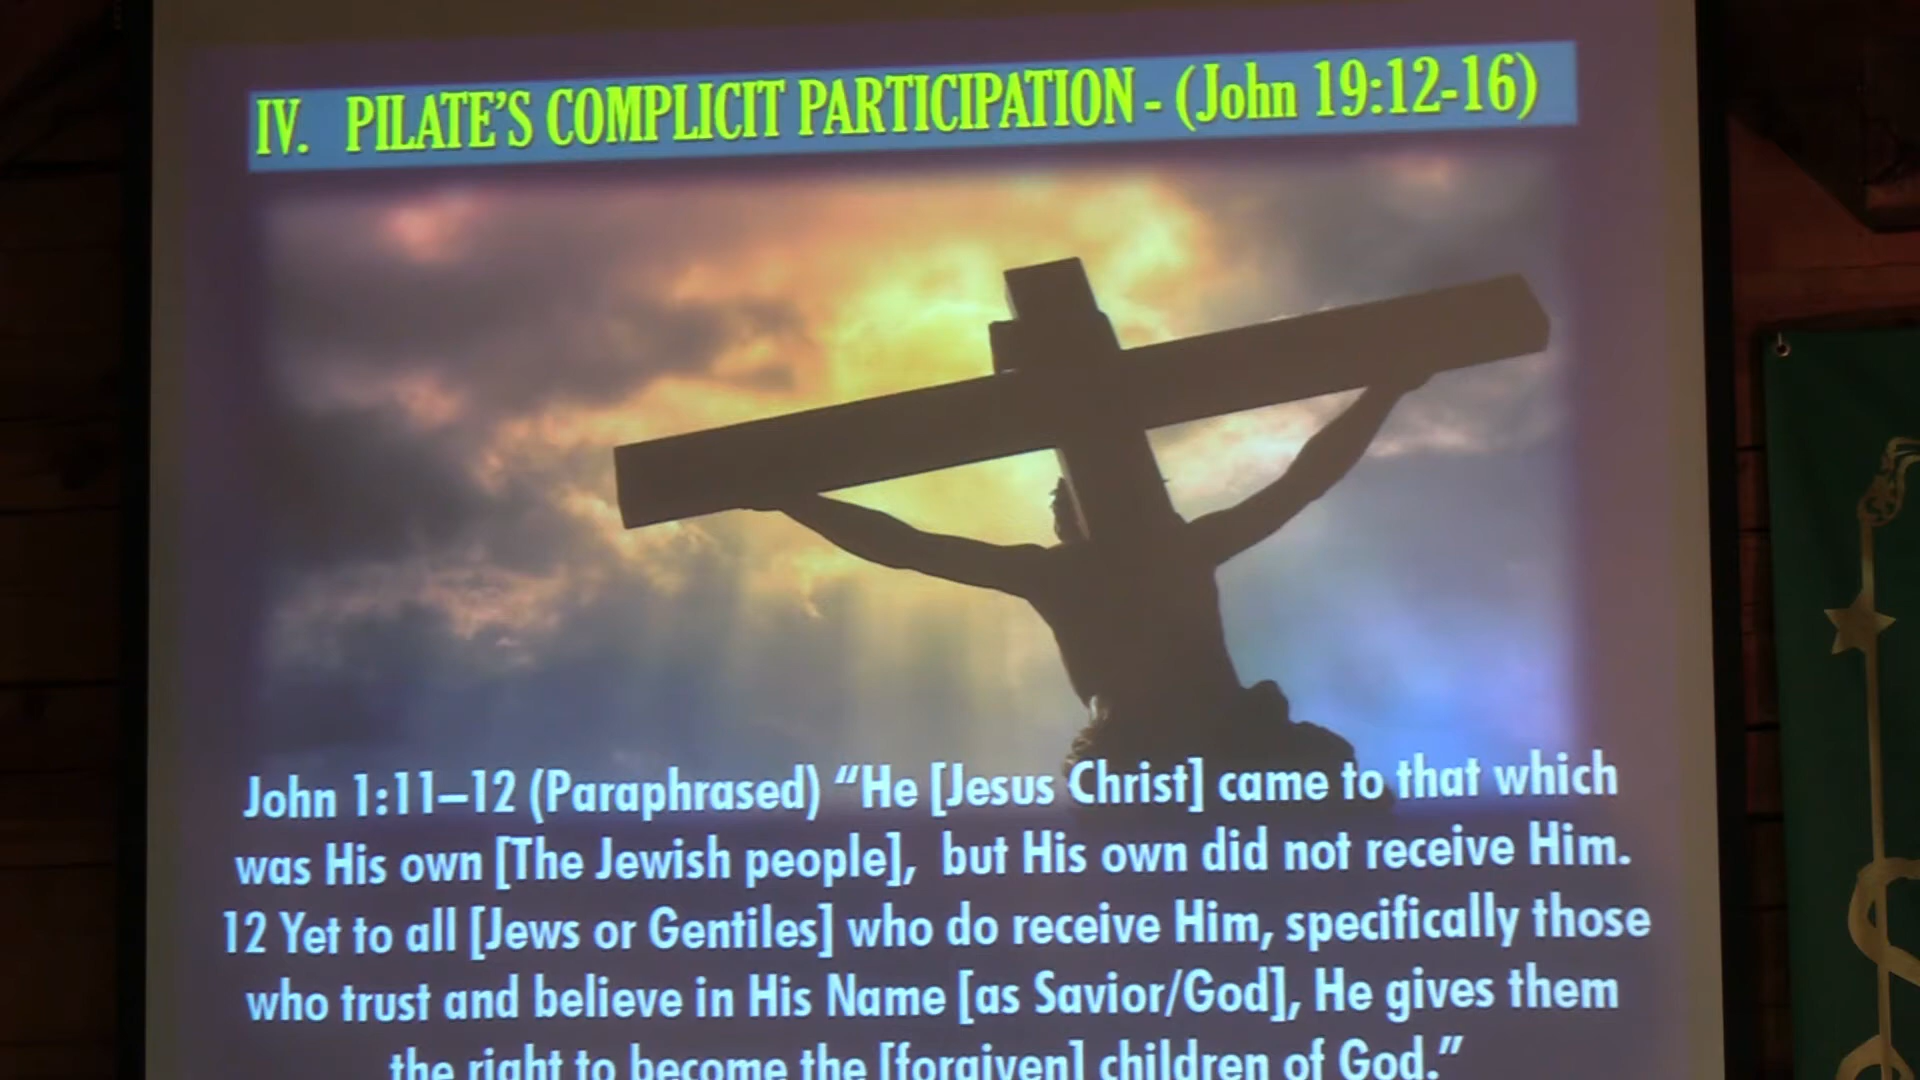 IV. PILATE'S COMPLICIT PARTICIPATION - (John 19:12-16)
John 1:11–12 (Paraphrased) “He [Jesus Christ] came to that which
was His own [The Jewish people], but His own did not receive Him.
12 Yet to all [Jews or Gentiles] who do receive Him, specifically those
who trust and believe in His Name [as Savior/God], He gives them
the right to become the [forgiven] children of God.”